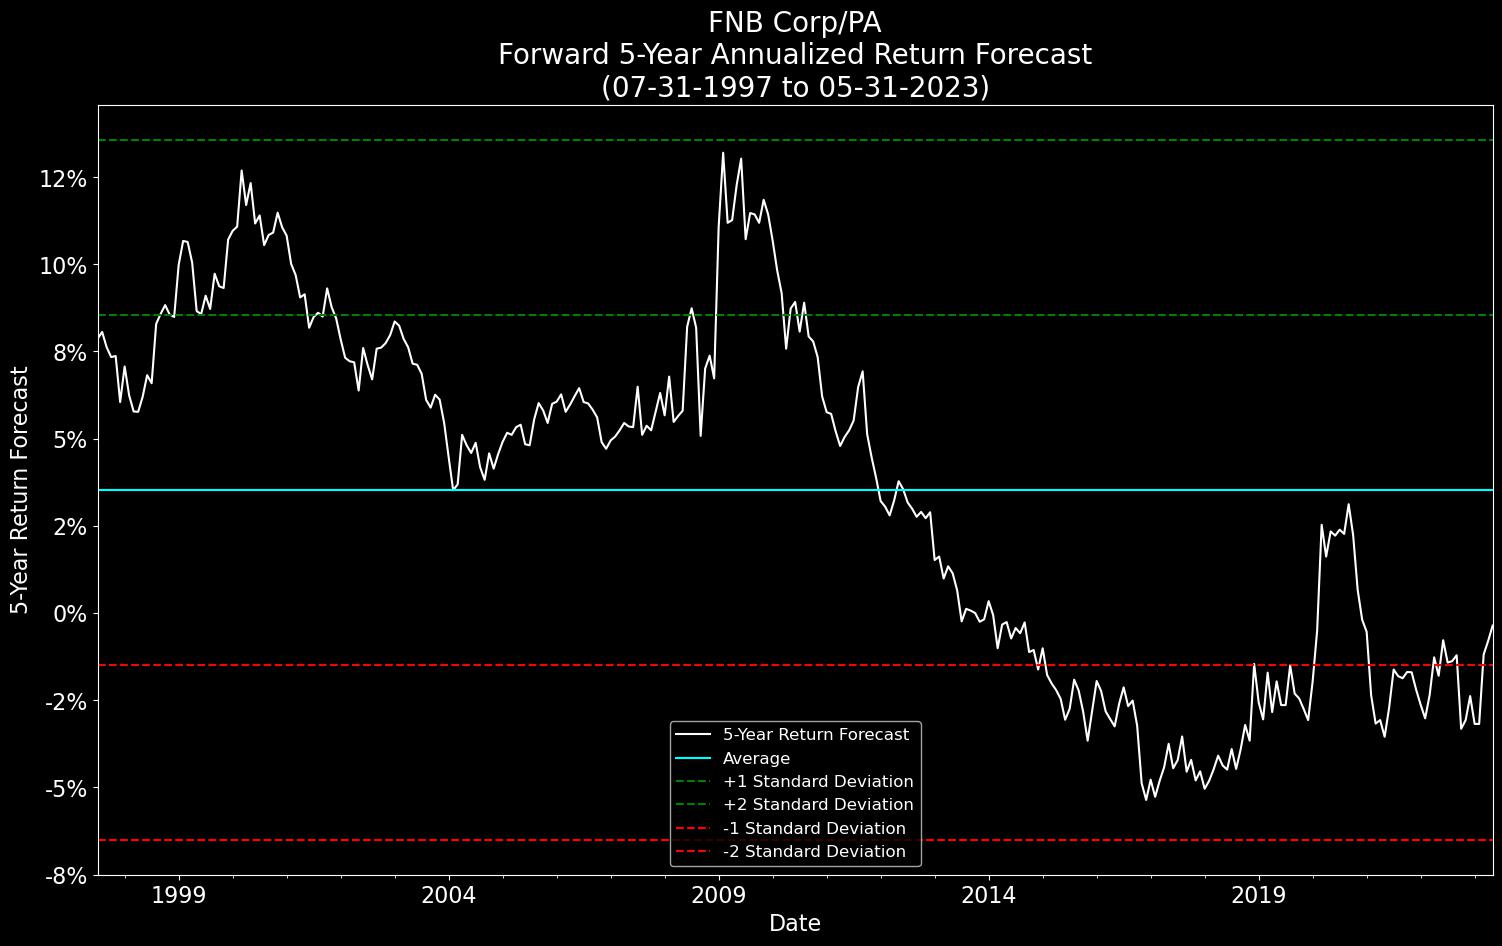 FNB Corp/PA
Forward 5-Year Annualized Return Forecast
(07-31-1997 to 05-31-2023)
5-Year Return Forecast
12%
10%
8%
5%
2%
0%
-2%
-5%
-8%
5-Year Return Forecast
Average
+1 Standard Deviation
+2 Standard Deviation
-1 Standard Deviation
-2 Standard Deviation
1999 2004 2009 2014 2019
Date